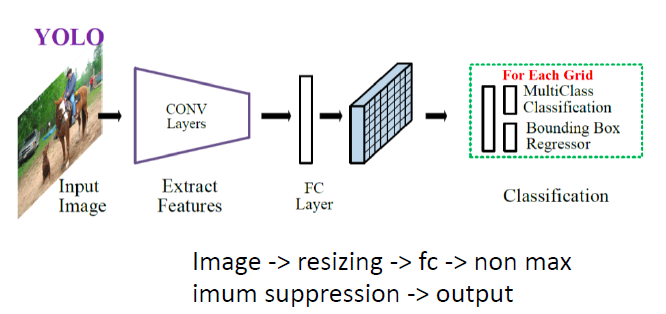 YOLO
For Each Grid
MultiClass
Classification
Bounding Box
Regressor
CONV
Layers
Input
Image
Extract
Features
FC
Layer
Classification
Image -> resizing -> fc -> non max
imum suppression -> output